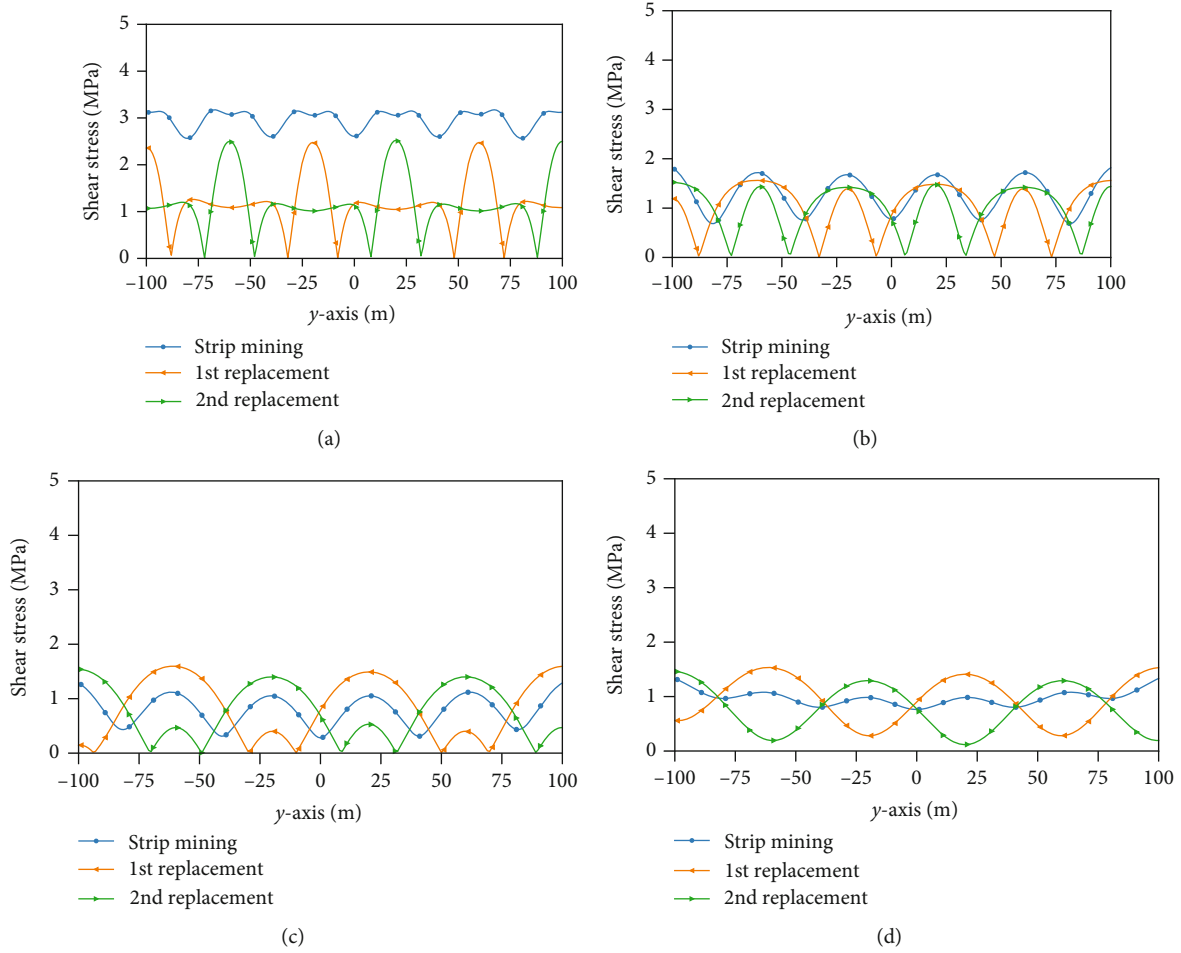 5
4
3
2
1
0
Shear stress (MPa)
−100 −75 −50 −25 0 25 50 75 100
y-axis (m)
Strip mining
1st replacement
2nd replacement
(a)
5
4
3
2
1
0
Shear stress (MPa)
−100 −75 −50 −25 0 25 50 75 100
y-axis (m)
Strip mining
1st replacement
2nd replacement
(b)
5
4
3
2
1
0
Shear stress (MPa)
−100 −75 −50 −25 0 25 50 75 100
y-axis (m)
Strip mining
1st replacement
2nd replacement
(c)
5
4
3
2
1
0
Shear stress (MPa)
−100 −75 −50 −25 0 25 50 75 100
y-axis (m)
Strip mining
1st replacement
2nd replacement
(d)